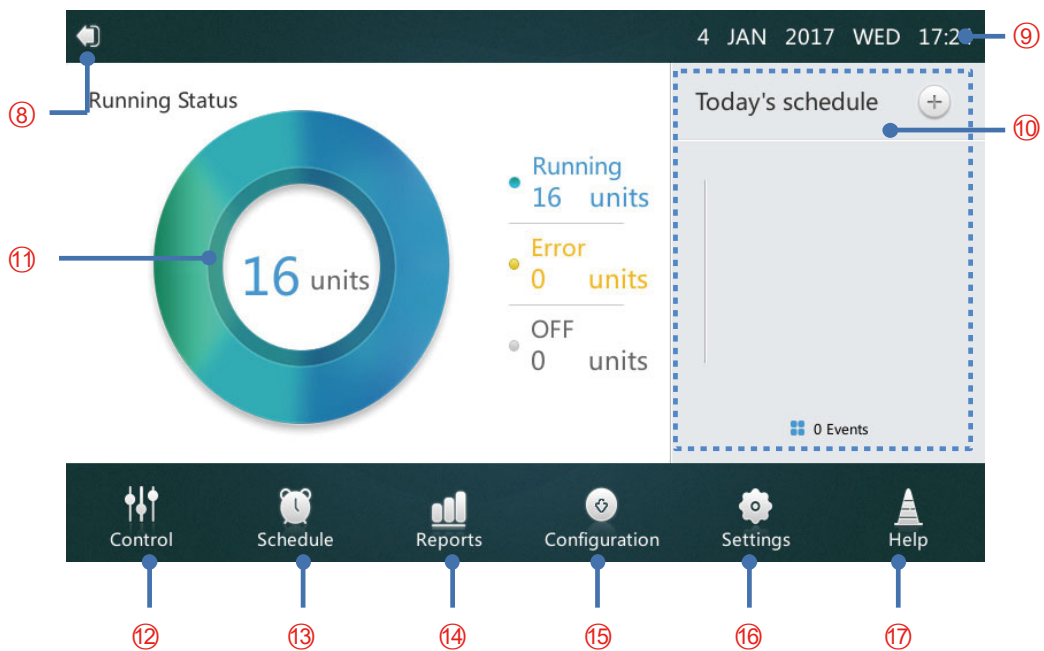 4 JAN 2017 WED 17:2
⑨
⑧
Running Status
Today's schedule
⑩
Running
16 units
⑪
16 units
Error
0 units
OFF
0 units
0 Events
Control
Schedule
Reports
Configuration
Settings
Help
⑫
⑬
⑭
⑮
⑯
⑰